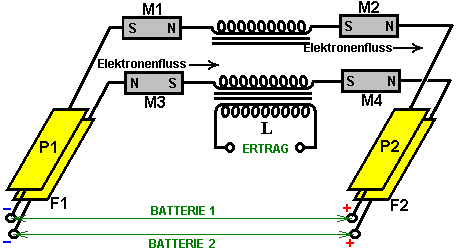 M1
M2
S N
S N
Elektronenfluss
Elektronenfluss
N S
S N
M3
M4
L
P1
P2
ERTRAG
F1
F2
– +
BATTERIE 1
– +
BATTERIE 2